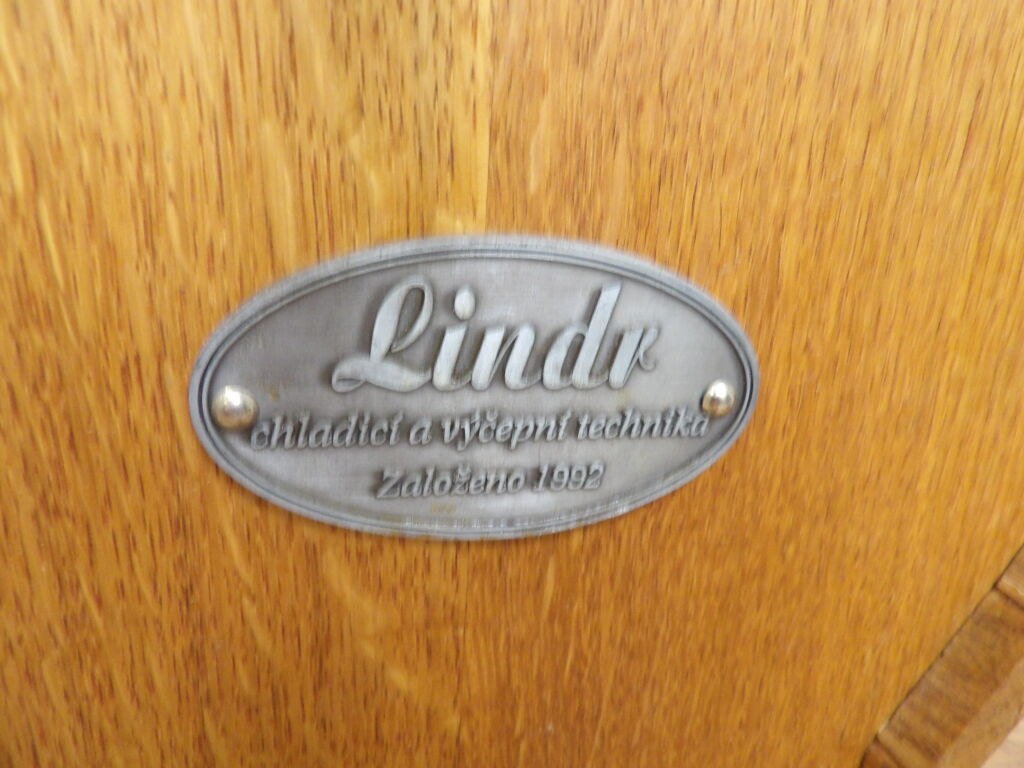 Lindr
chladicí a výčepní technika
Založeno 1992